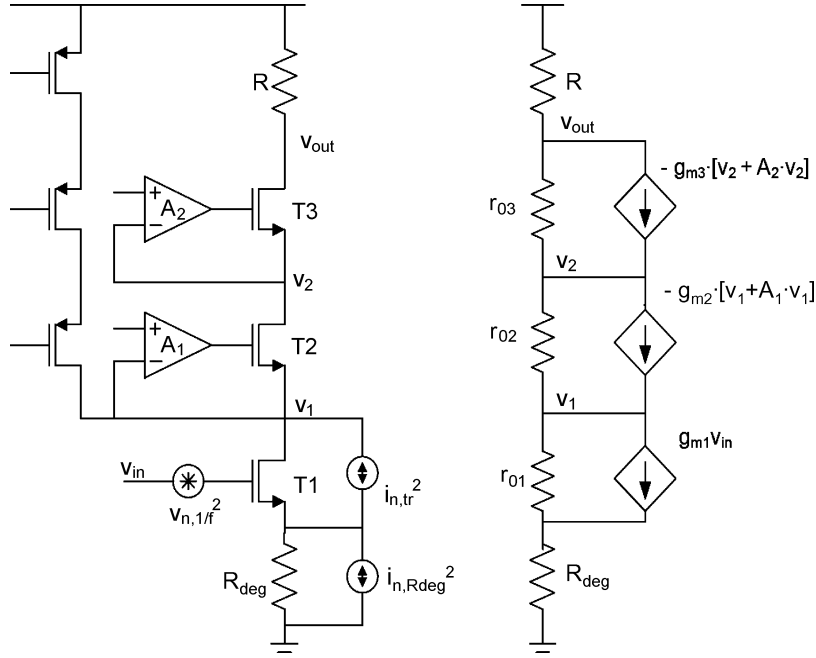 R
v_out
A_2
+
−
T3
v_2
A_1
+
−
T2
v_1
v_in
v_n,1/f^2
T1
i_n,tr^2
R_deg
i_n,Rdeg^2
R
v_out
- g_m3·[v_2 + A_2·v_2]
r_03
v_2
- g_m2·[v_1+A_1·v_1]
r_02
v_1
g_m1v_in
r_01
R_deg